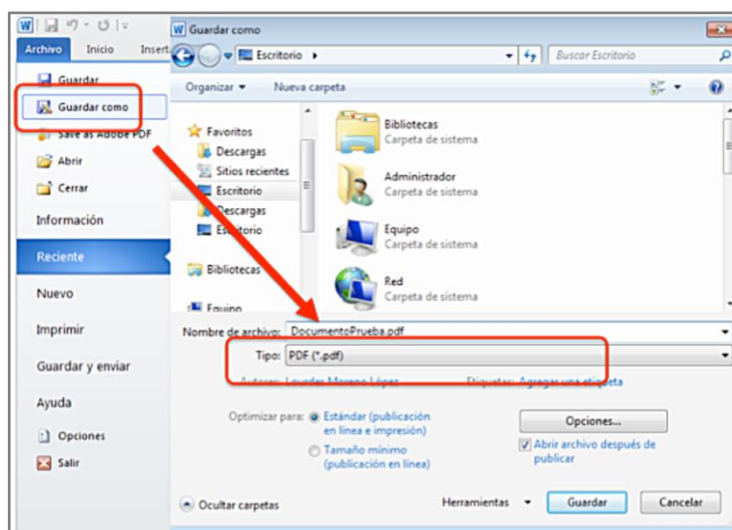 Guardar como
Archivo
Inicio
Insert
Guardar
Guardar como
Save as Adobe PDF
Abrir
Cerrar
Información
Reciente
Nuevo
Imprimir
Guardar y enviar
Ayuda
Opciones
Salir
Escritorio
Buscar Escritorio
Organizar
Nueva carpeta
Favoritos
Descargas
Sitios recientes
Escritorio
Descargas
Escritorio
Bibliotecas
Equipo
Bibliotecas
Carpeta de sistema
Administrador
Carpeta de sistema
Equipo
Carpeta de sistema
Red
Carpeta de sistema
Nombre de archivo: DocumentoPrueba.pdf
Tipo: PDF (*.pdf)
Autores: Lourdes Moreno López
Etiquetas: Agregar una etiqueta
Optimizar para: Estándar (publicación
en línea e impresión)
Tamaño mínimo
(publicación en línea)
Opciones...
Abrir archivo después de
publicar
Ocultar carpetas
Herramientas
Guardar
Cancelar